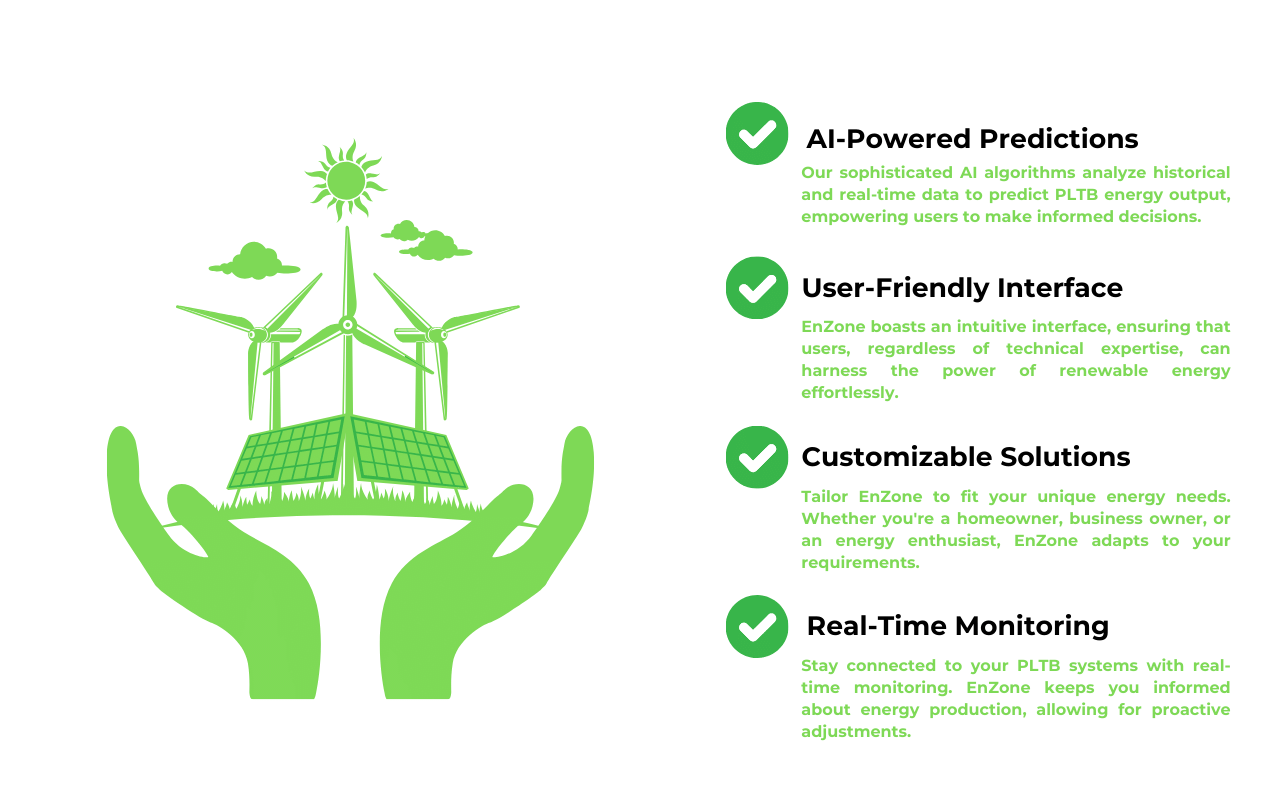 AI-Powered Predictions
Our sophisticated AI algorithms analyze historical
and real-time data to predict PLTB energy output,
empowering users to make informed decisions.
User-Friendly Interface
EnZone boasts an intuitive interface, ensuring that
users, regardless of technical expertise, can
harness the power of renewable energy
effortlessly.
Customizable Solutions
Tailor EnZone to fit your unique energy needs.
Whether you're a homeowner, business owner, or
an energy enthusiast, EnZone adapts to your
requirements.
Real-Time Monitoring
Stay connected to your PLTB systems with real-
time monitoring. EnZone keeps you informed
about energy production, allowing for proactive
adjustments.